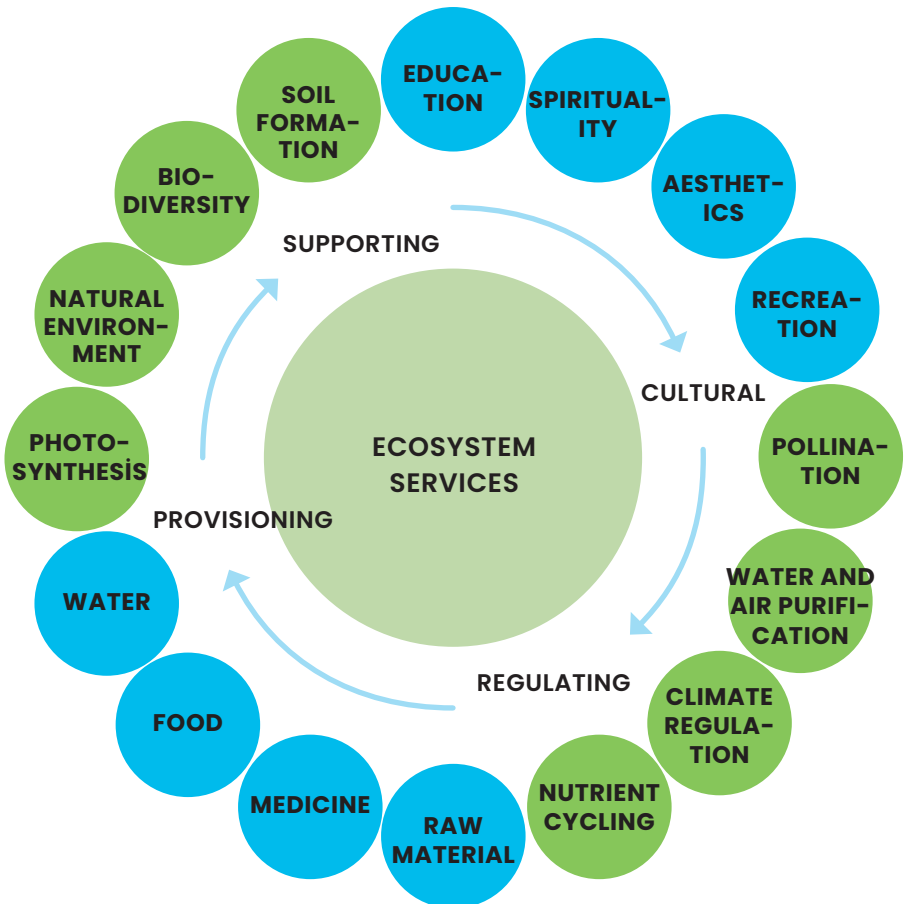 EDUCA-
TION
SPIRITUAL-
ITY
AESTHET-
ICS
RECREA-
TION
POLLINA-
TION
WATER AND
AIR PURIFI-
CATION
CLIMATE
REGULA-
TION
NUTRIENT
CYCLING
RAW
MATERIAL
MEDICINE
FOOD
WATER
PHOTO-
SYNTHESİS
NATURAL
ENVIRON-
MENT
BIO-
DIVERSITY
SOIL
FORMA-
TION
SUPPORTING
CULTURAL
REGULATING
PROVISIONING
ECOSYSTEM
SERVICES